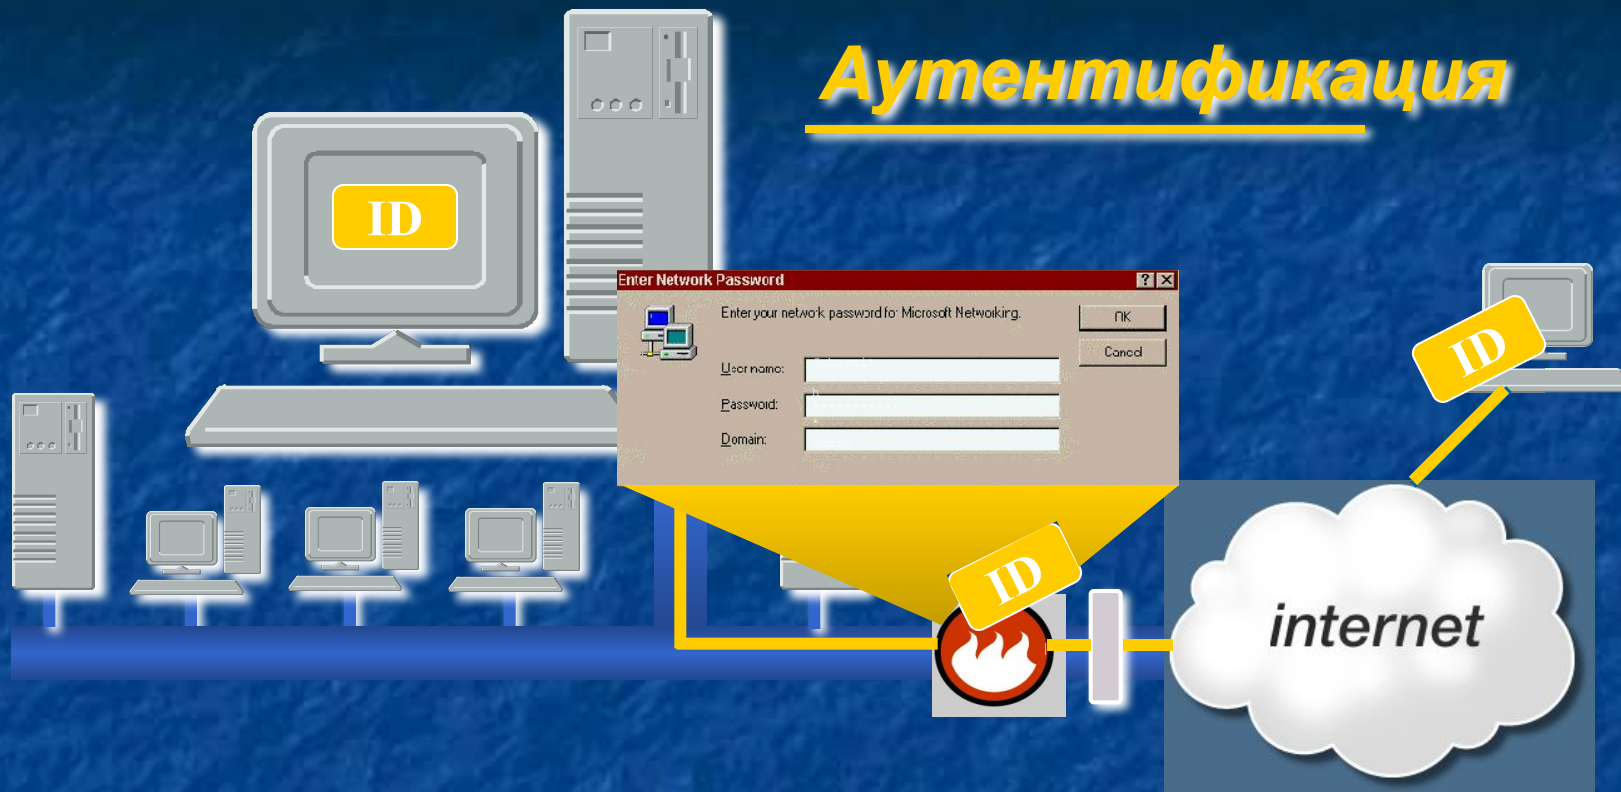 Аутентификация
ID
Enter Network Password
Enter your network password for Microsoft Networking.
OK
Cancel
User name:
Password:
Domain:
ID
ID
internet